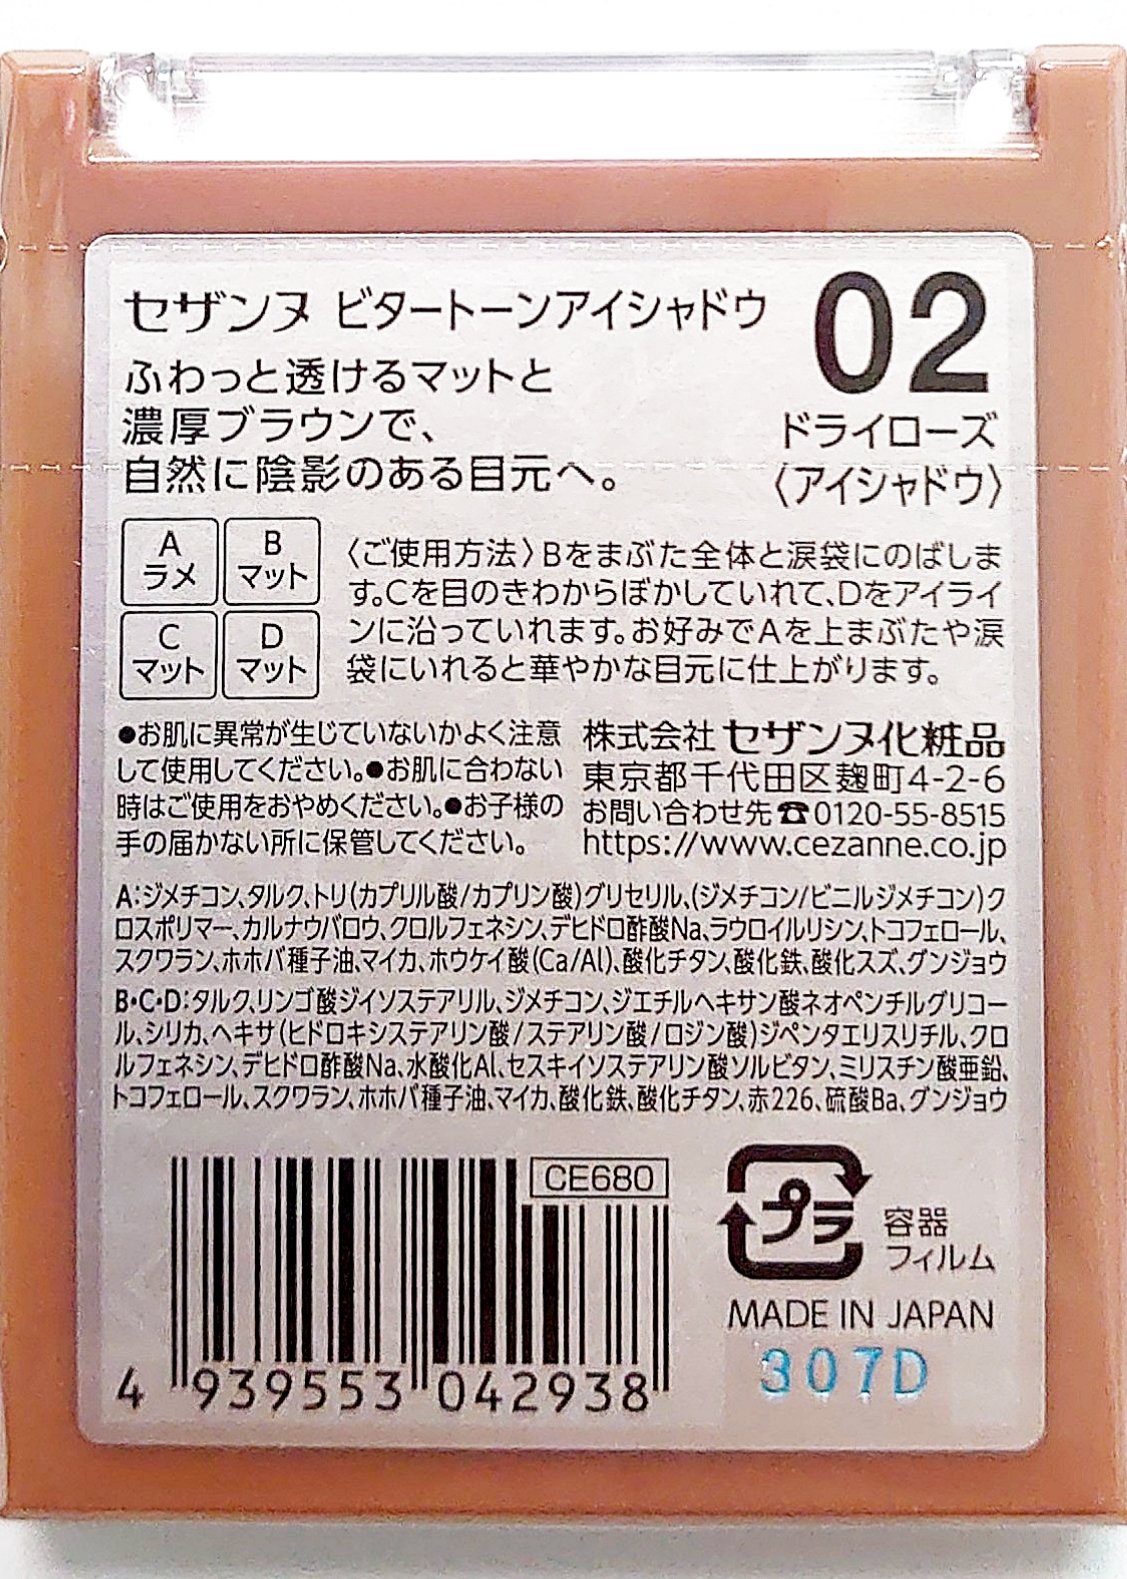 セザンヌ ビタートーンアイシャドウ
02
ふわっと透けるマットと
濃厚ブラウンで、
自然に陰影のある目元へ。
ドライローズ
〈アイシャドウ〉
A
ラメ
B
マット
C
マット
D
マット
〈ご使用方法〉Bをまぶた全体と涙袋にのばしま
す。Cを目のきわからぼかしていれて、Dをアイライ
ンに沿っていれます。お好みでAを上まぶたや涙
袋にいれると華やかな目元に仕上がります。
●お肌に異常が生じていないかよく注意
して使用してください。●お肌に合わない
時はご使用をおやめください。●お子様の
手の届かない所に保管してください。
株式会社 セザンヌ化粧品
東京都千代田区麹町4-2-6
お問い合わせ先☎0120-55-8515
https://www.cezanne.co.jp
A:ジメチコン、タルク、トリ(カプリル酸/カプリン酸)グリセリル、(ジメチコン/ビニルジメチコン)ク
ロスポリマー、カルナウバロウ、クロルフェネシン、デヒドロ酢酸Na、ラウロイルリシン、トコフェロール、
スクワラン、ホホバ種子油、マイカ、ホウケイ酸(Ca/Al)、酸化チタン、酸化鉄、酸化スズ、グンジョウ
B・C・D:タルク、リンゴ酸ジイソステアリル、ジメチコン、ジエチルヘキサン酸ネオペンチルグリコー
ル、シリカ、ヘキサ(ヒドロキシステアリン酸/ステアリン酸/ロジン酸)ジペンタエリスリチル、クロ
ルフェネシン、デヒドロ酢酸Na、水酸化Al、セスキイソステアリン酸ソルビタン、ミリスチン酸亜鉛、
トコフェロール、スクワラン、ホホバ種子油、マイカ、酸化鉄、酸化チタン、赤226、硫酸Ba、グンジョウ
CE680
プラ
容器
フィルム
MADE IN JAPAN
307D
4 939553 042938